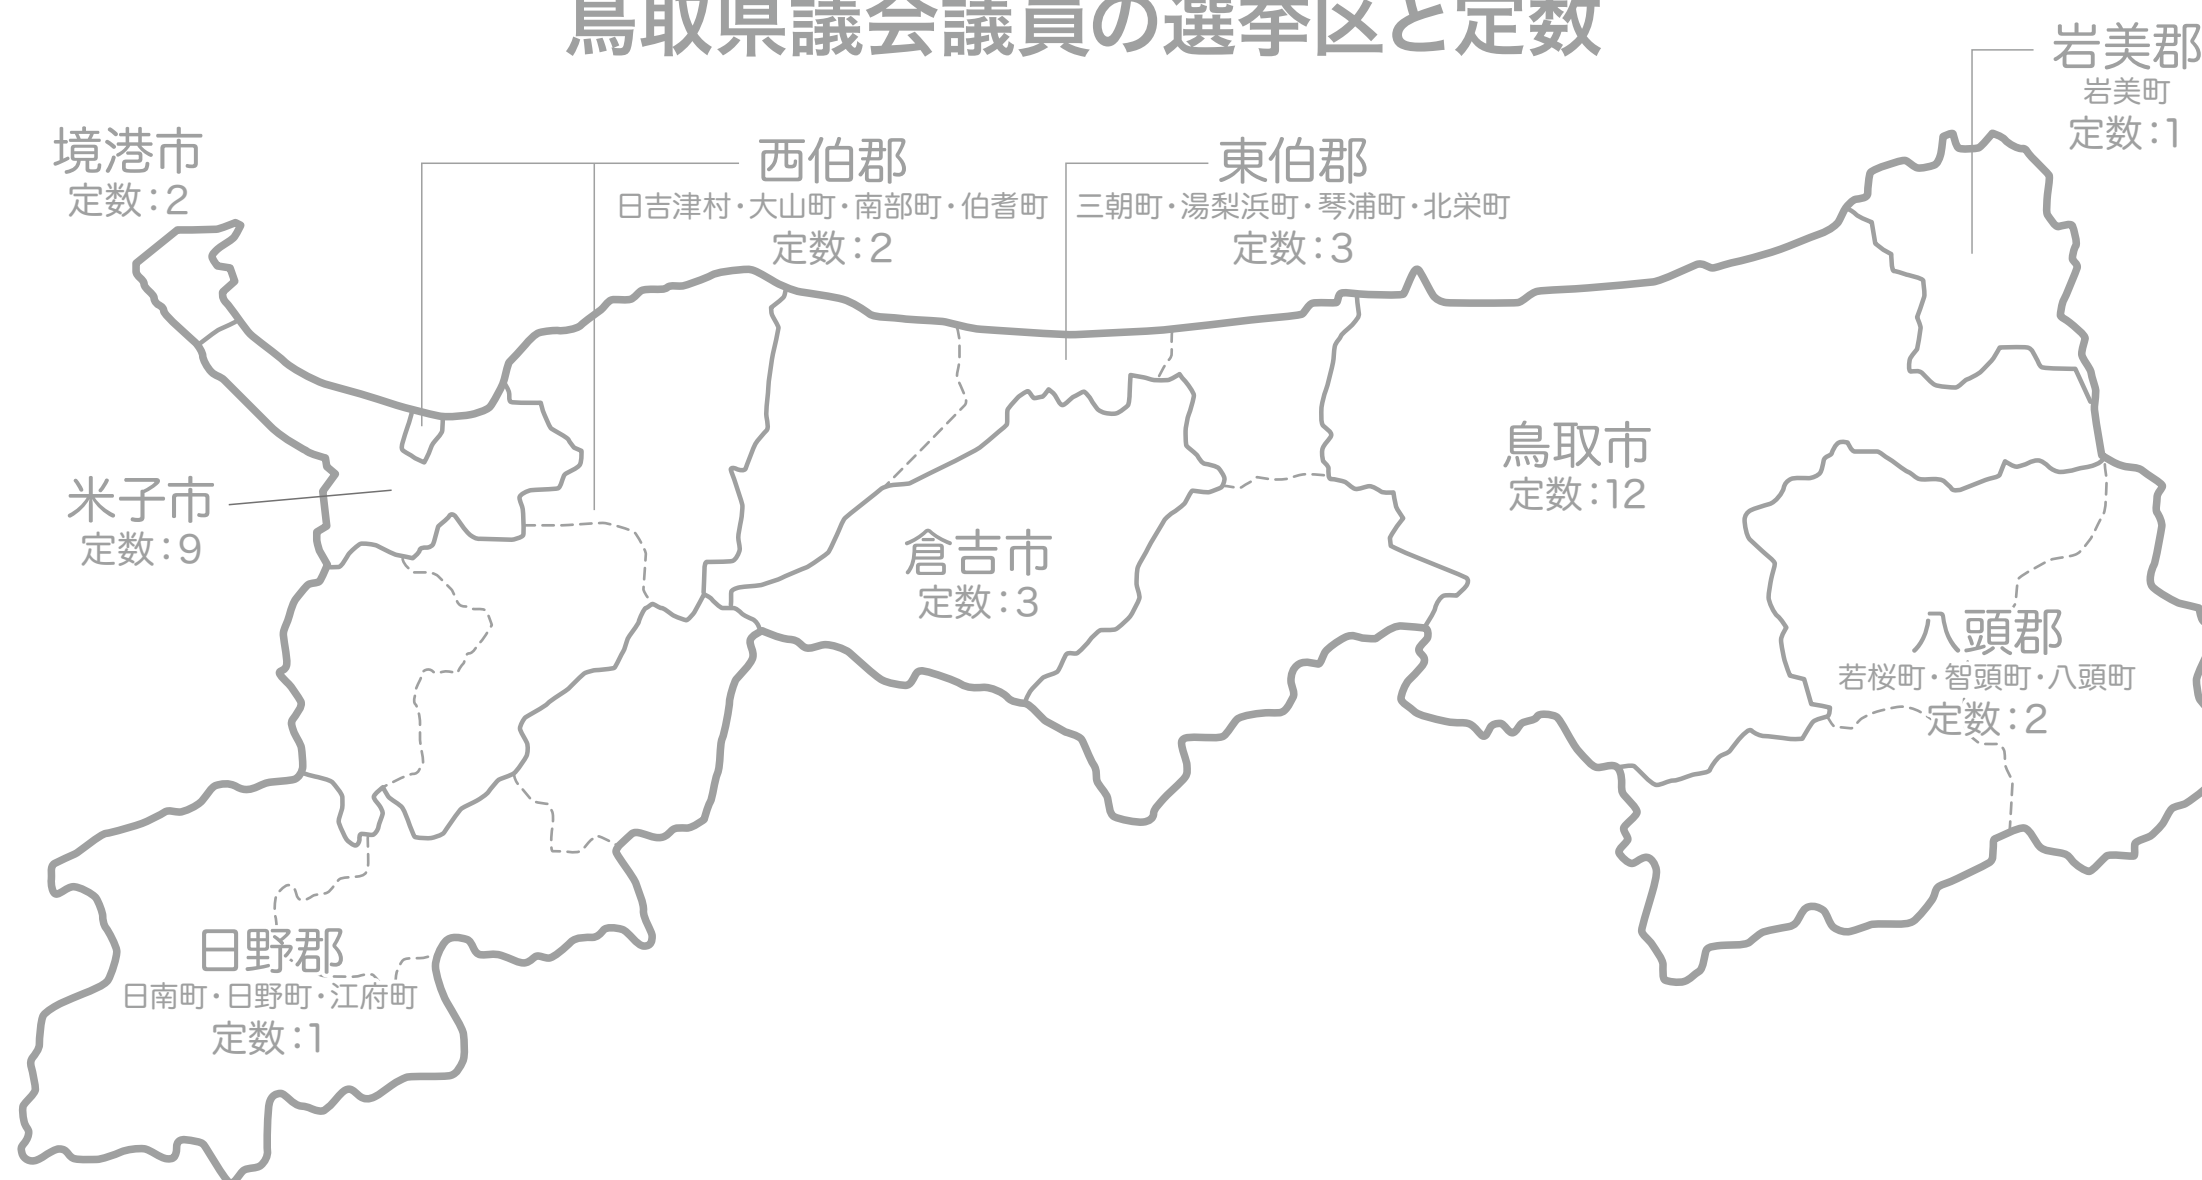 鳥取県議会議員の選挙区と定数
岩美郡
岩美町
定数:1
境港市
定数:2
西伯郡
日吉津村・大山町・南部町・伯耆町
定数:2
東伯郡
三朝町・湯梨浜町・琴浦町・北栄町
定数:3
米子市
定数:9
倉吉市
定数:3
鳥取市
定数:12
八頭郡
若桜町・智頭町・八頭町
定数:2
日野郡
日南町・日野町・江府町
定数:1